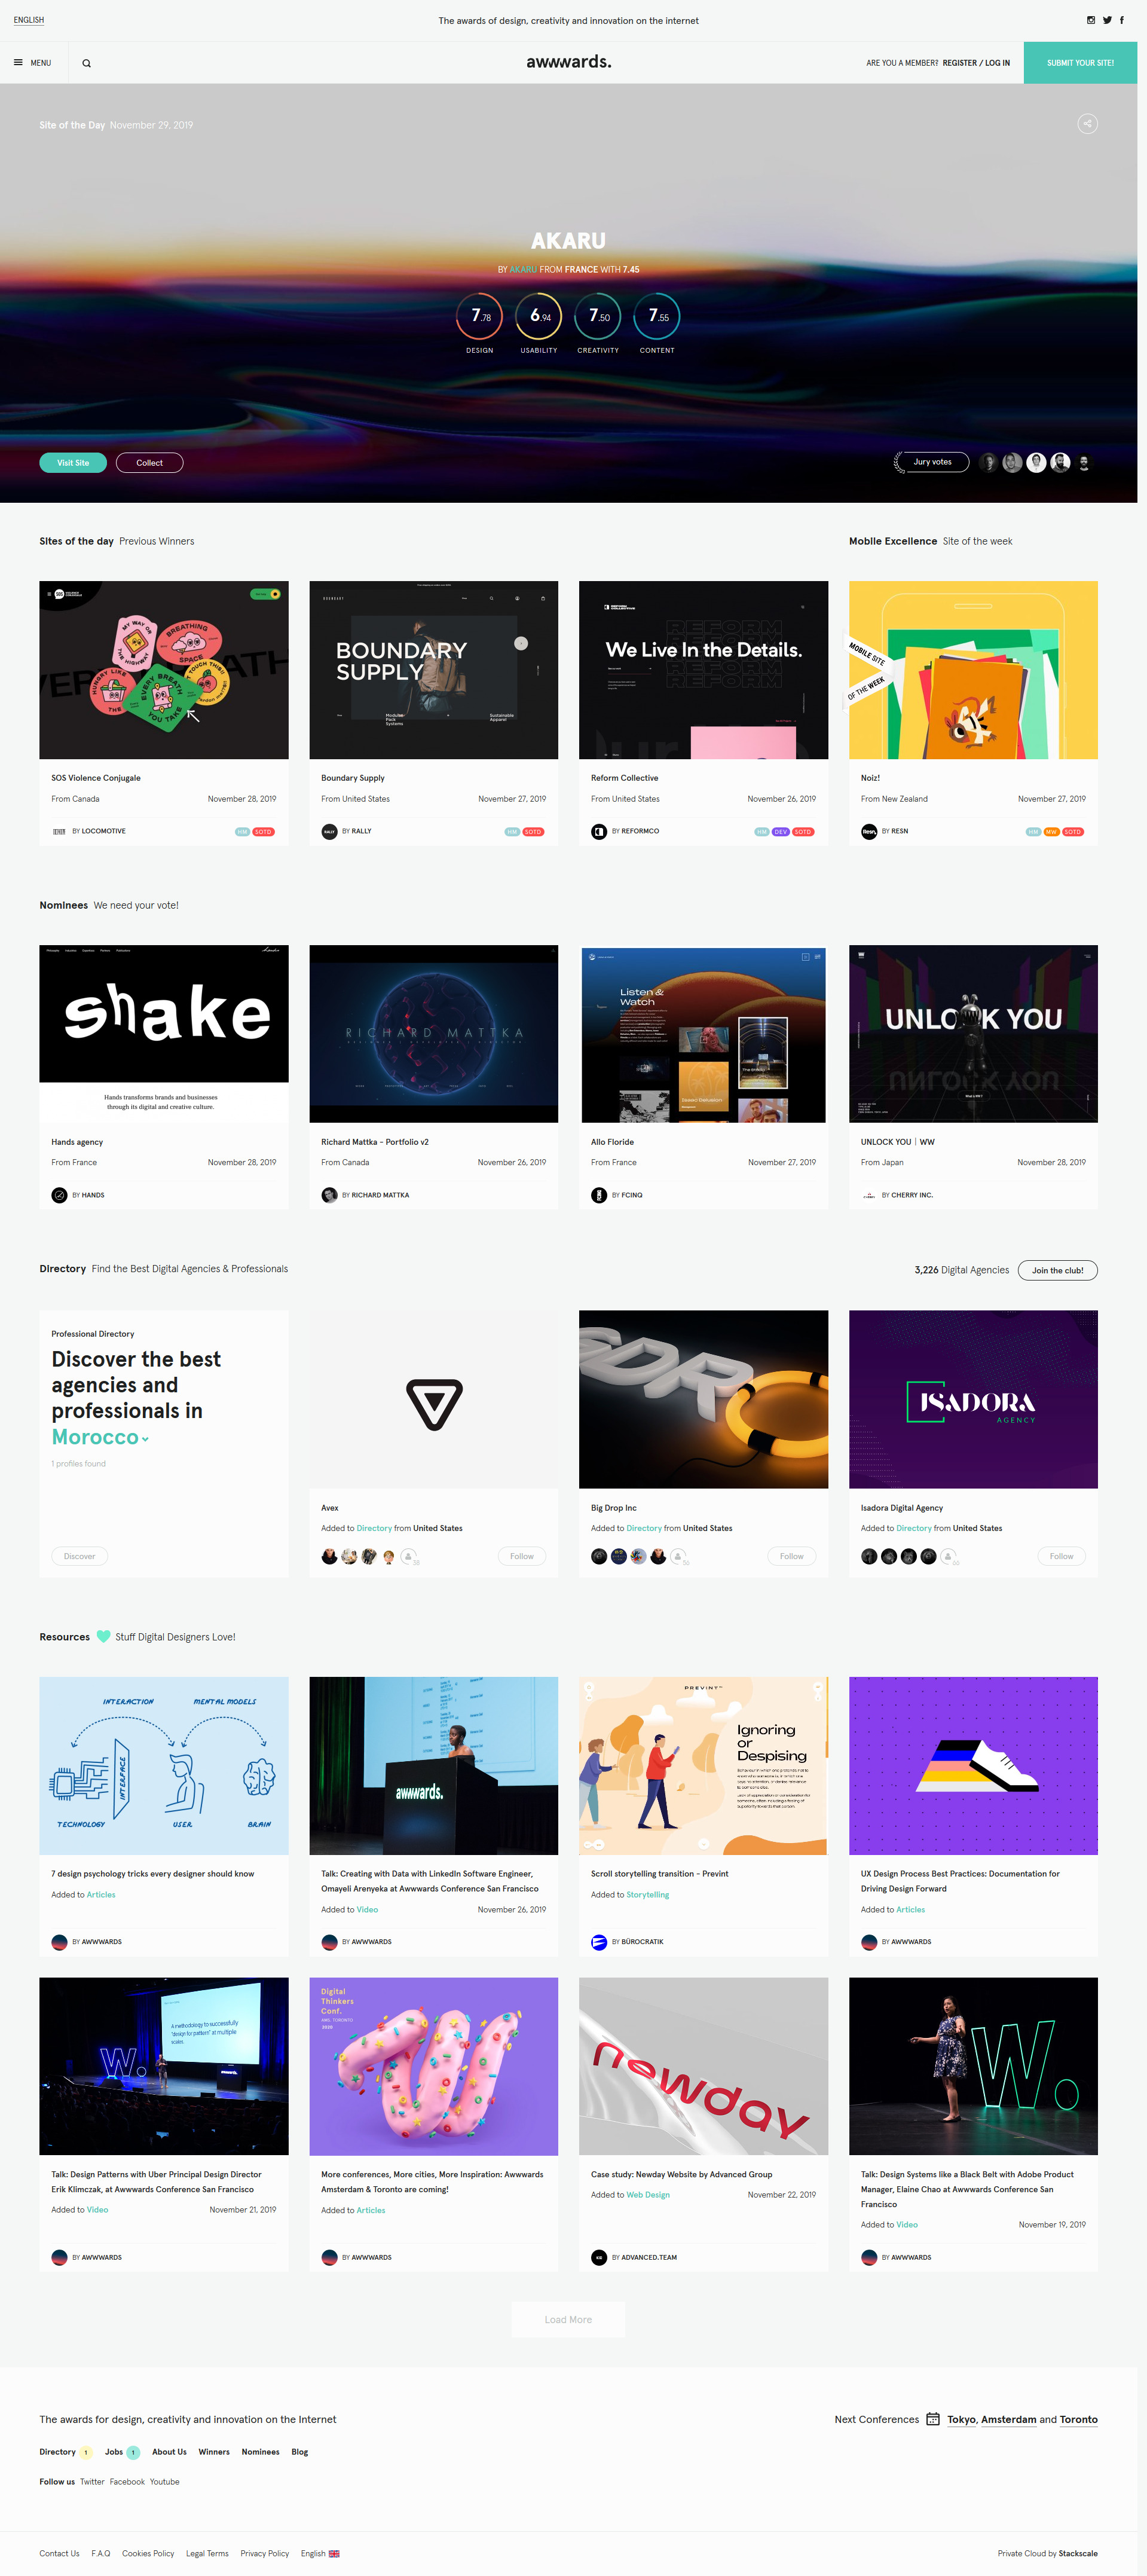 ENGLISH
The awards of design, creativity and innovation on the internet
MENU
awwwards.
ARE YOU A MEMBER? REGISTER / LOG IN
SUBMIT YOUR SITE!
Site of the Day November 29, 2019
AKARU
BY AKARU FROM FRANCE WITH 7.45
7.78 6.94 7.50 7.55
DESIGN USABILITY CREATIVITY CONTENT
Visit Site Collect
Jury votes
Sites of the day Previous Winners
Mobile Excellence Site of the week
MY WAY OR THE HIGHWAY
BREATHING SPACE
HUNGRY LIKE THE
EVERY BREATH YOU TAKE
BOUNDARY SUPPLY
REFORM
We Live In the Details.
MOBILE SITE
OF THE WEEK
SOS Violence Conjugale
From Canada November 28, 2019
BY LOCOMOTIVE HM SOTD
Boundary Supply
From United States November 27, 2019
BY RALLY HM SOTD
Reform Collective
From United States November 26, 2019
BY REFORMCO HM DEV SOTD
Noiz!
From New Zealand November 27, 2019
BY RESN HM MW SOTD
Nominees We need your vote!
shake
Hands transforms brands and businesses
through its digital and creative culture.
RICHARD MATTKA
Listen &
Watch
UNLOCK YOU
Hands agency
From France November 28, 2019
BY HANDS
Richard Mattka - Portfolio v2
From Canada November 26, 2019
BY RICHARD MATTKA
Allo Floride
From France November 27, 2019
BY FCINQ
UNLOCK YOU | WW
From Japan November 28, 2019
BY CHERRY INC.
Directory Find the Best Digital Agencies & Professionals
3,226 Digital Agencies Join the club!
Professional Directory
Discover the best
agencies and
professionals in
Morocco
1 profiles found
Discover
Avex
Added to Directory from United States
38 Follow
BDR
Big Drop Inc
Added to Directory from United States
56 Follow
ISADORA
AGENCY
Isadora Digital Agency
Added to Directory from United States
66 Follow
Resources Stuff Digital Designers Love!
INTERACTION MENTAL MODELS
INTERFACE
TECHNOLOGY USER BRAIN
awwwards.
PREVINT
Ignoring
or
Despising
7 design psychology tricks every designer should know
Added to Articles
BY AWWWARDS
Talk: Creating with Data with LinkedIn Software Engineer,
Omayeli Arenyeka at Awwwards Conference San Francisco
Added to Video November 26, 2019
BY AWWWARDS
Scroll storytelling transition - Prevint
Added to Storytelling
BY BÜROCRATIK
UX Design Process Best Practices: Documentation for
Driving Design Forward
Added to Articles
BY AWWWARDS
A methodology to successfully
"design for pattern" at multiple
scales.
W.
Digital
Thinkers
Conf.
newday
W.
Talk: Design Patterns with Uber Principal Design Director
Erik Klimczak, at Awwwards Conference San Francisco
Added to Video November 21, 2019
BY AWWWARDS
More conferences, More cities, More Inspiration: Awwwards
Amsterdam & Toronto are coming!
Added to Articles
BY AWWWARDS
Case study: Newday Website by Advanced Group
Added to Web Design November 22, 2019
BY ADVANCED.TEAM
Talk: Design Systems like a Black Belt with Adobe Product
Manager, Elaine Chao at Awwwards Conference San
Francisco
Added to Video November 19, 2019
BY AWWWARDS
Load More
The awards for design, creativity and innovation on the Internet
Next Conferences Tokyo, Amsterdam and Toronto
Directory 1 Jobs 1 About Us Winners Nominees Blog
Follow us Twitter Facebook Youtube
Contact Us F.A.Q Cookies Policy Legal Terms Privacy Policy English
Private Cloud by Stackscale